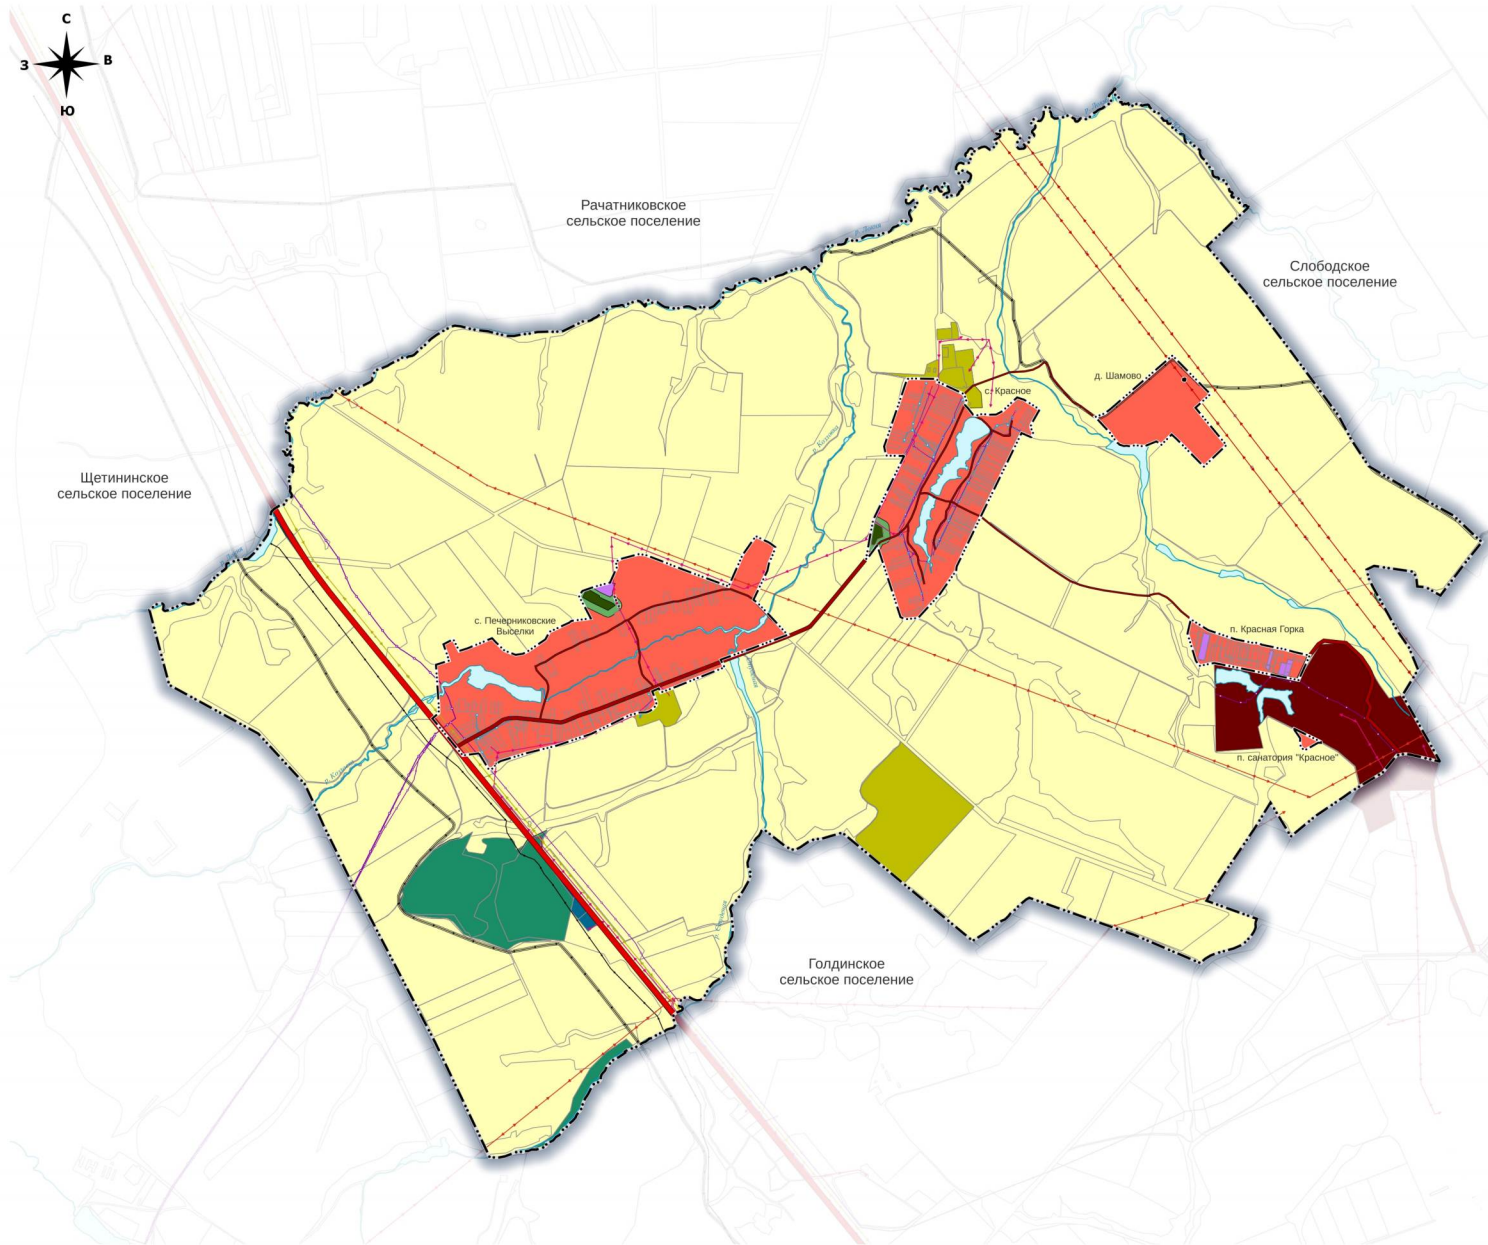 С
З
В
Ю
Рачатниковское
сельское поселение
Слободское
сельское поселение
д. Шамово
с. Красное
р. Козловка
Щетининское
сельское поселение
с. Печерниковские
Выселки
п. Красная Горка
п. санатория "Красное"
Голдинское
сельское поселение